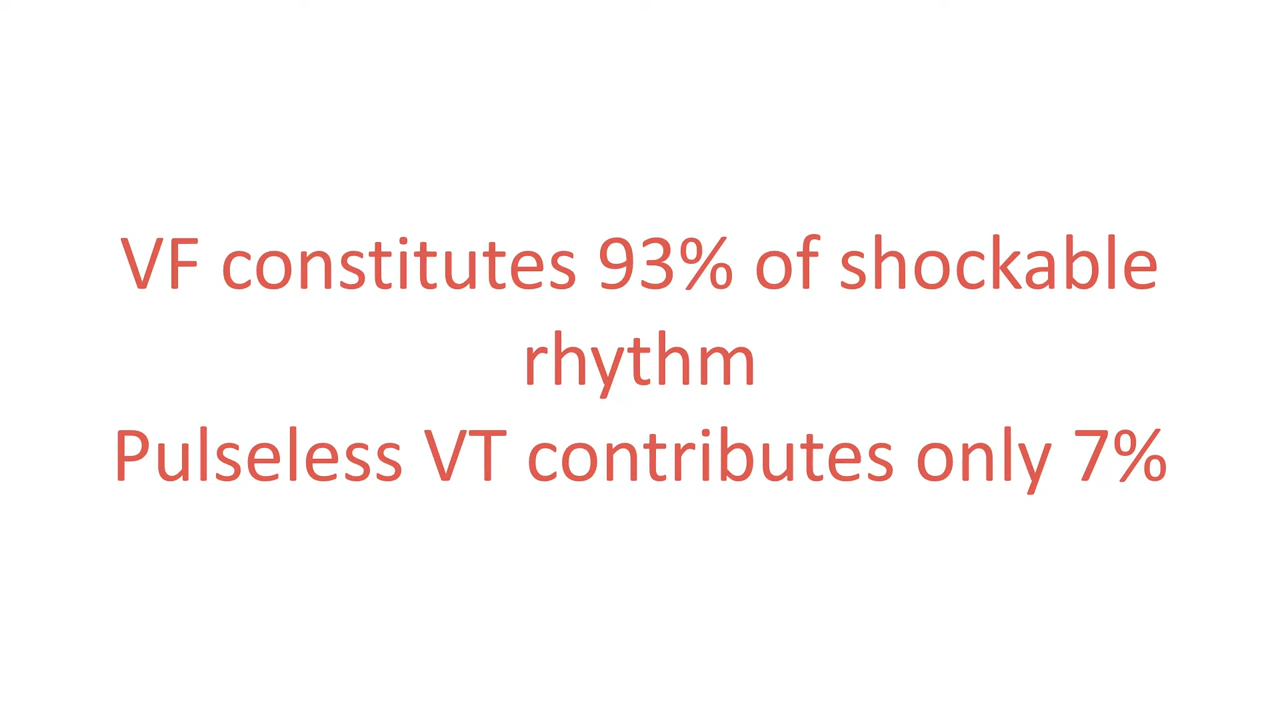 VF constitutes 93% of shockable
rhythm
Pulseless VT contributes only 7%